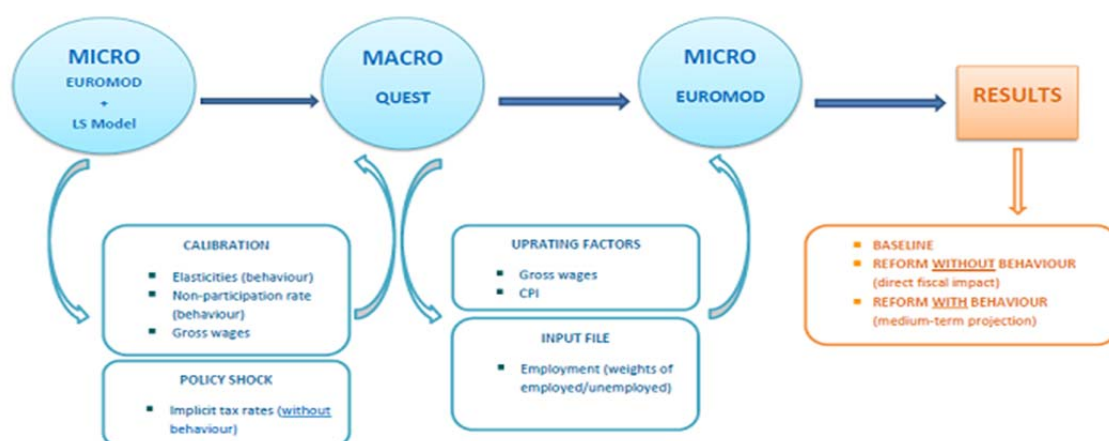 MICRO
EUROMOD
+
LS Model
MACRO
QUEST
MICRO
EUROMOD
RESULTS
CALIBRATION
Elasticities (behaviour)
Non-participation rate
(behaviour)
Gross wages
POLICY SHOCK
Implicit tax rates (without
behaviour)
UPRATING FACTORS
Gross wages
CPI
INPUT FILE
Employment (weights of
employed/unemployed)
BASELINE
REFORM WITHOUT BEHAVIOUR
(direct fiscal impact)
REFORM WITH BEHAVIOUR
(medium-term projection)